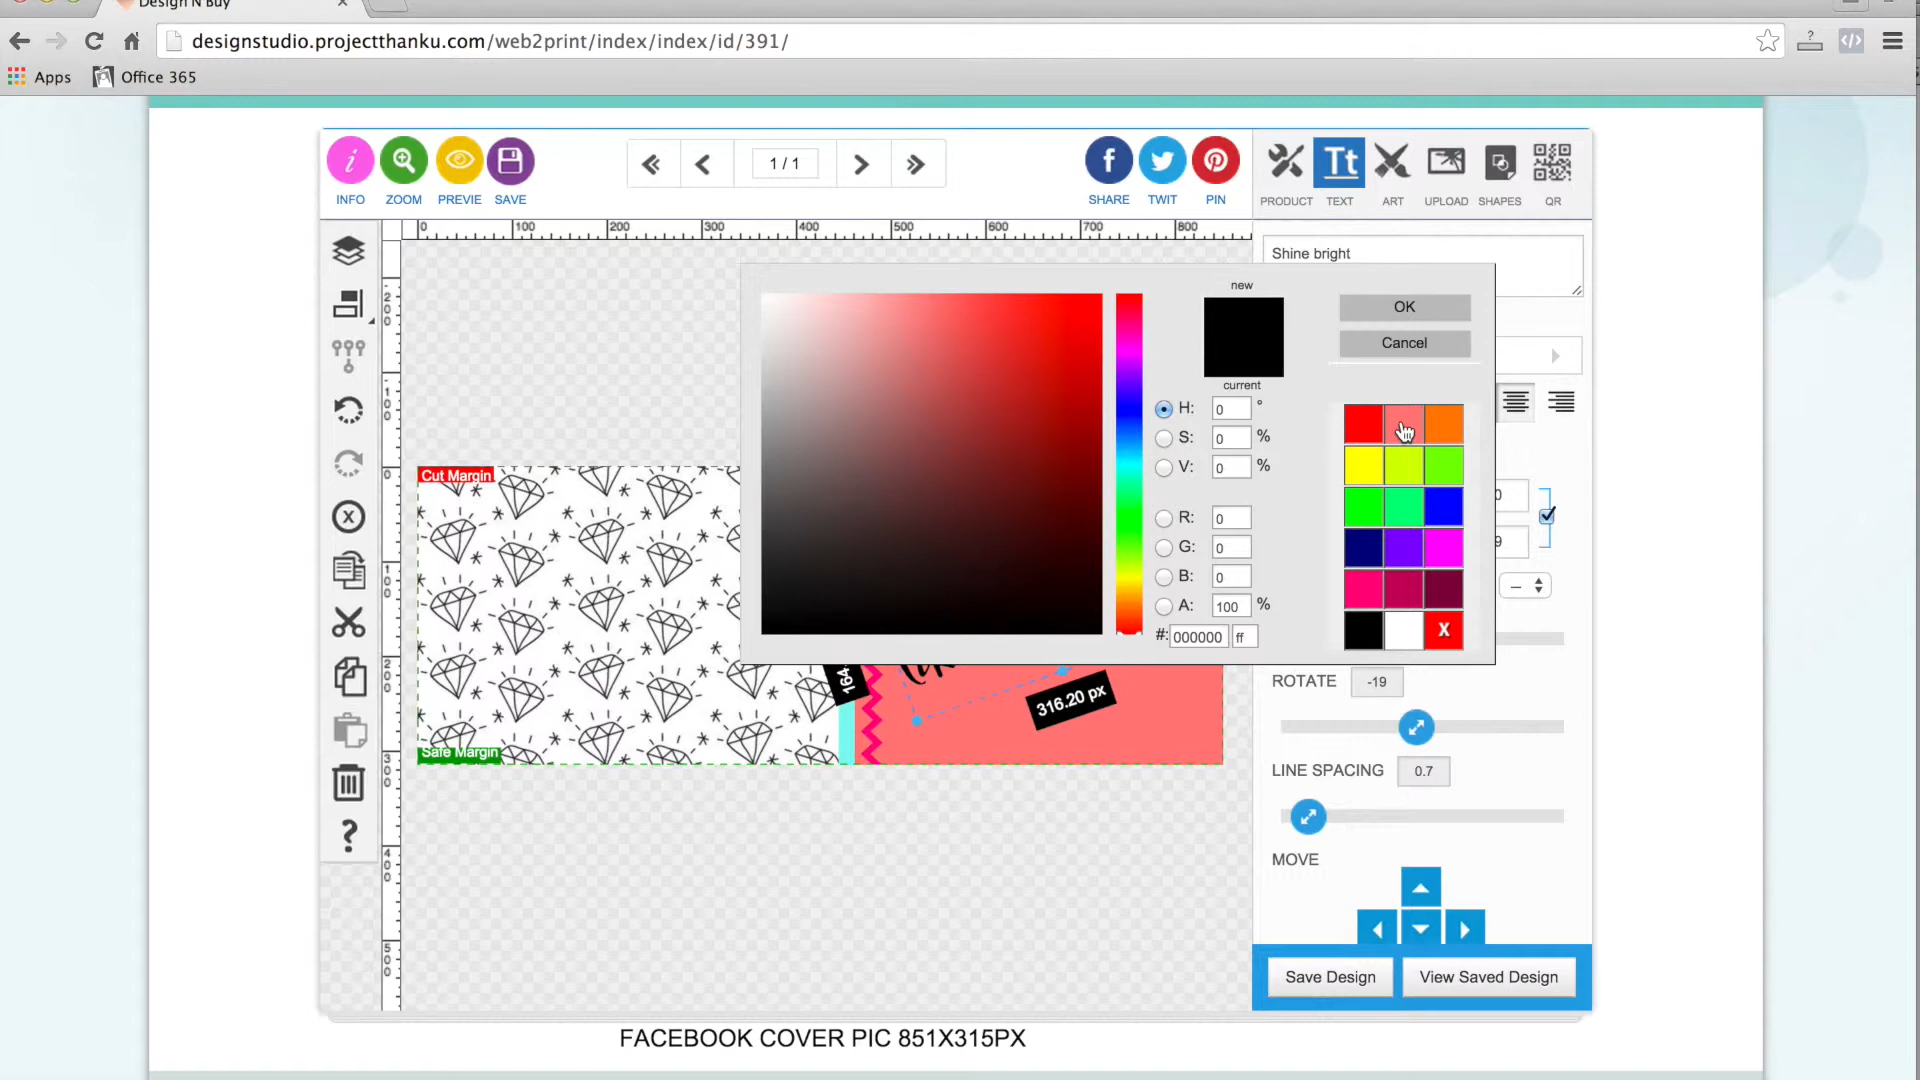 Design N Buy
designstudio.projectthanku.com/web2print/index/index/id/391/
Apps
Office 365
INFO
ZOOM
PREVIE
SAVE
1 / 1
SHARE
TWIT
PIN
PRODUCT
TEXT
ART
UPLOAD
SHAPES
QR
0 100 200 300 400 500 600 700 800
Shine bright
new
OK
Cancel
current
H: 0 °
S: 0 %
V: 0 %
R: 0
G: 0
B: 0
A: 100 %
#: 000000 ff
X
Cut Margin
Safe Margin
316.20 px
ROTATE -19
LINE SPACING 0.7
MOVE
Save Design
View Saved Design
FACEBOOK COVER PIC 851X315PX